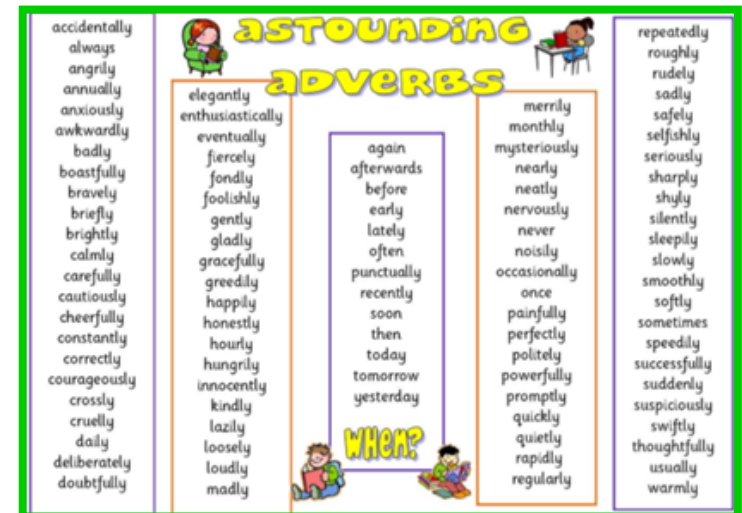 astounding
adverbs
accidentally
always
angrily
annually
anxiously
awkwardly
badly
boastfully
bravely
briefly
brightly
calmly
carefully
cautiously
cheerfully
constantly
correctly
courageously
crossly
cruelly
daily
deliberately
doubtfully
elegantly
enthusiastically
eventually
fiercely
fondly
foolishly
gently
gladly
gracefully
greedily
happily
honestly
hourly
hungrily
innocently
kindly
lazily
loosely
loudly
madly
again
afterwards
before
early
lately
often
punctually
recently
soon
then
today
tomorrow
yesterday
when?
merrily
monthly
mysteriously
nearly
neatly
nervously
never
noisily
occasionally
once
painfully
perfectly
politely
powerfully
promptly
quickly
quietly
rapidly
regularly
repeatedly
roughly
rudely
sadly
safely
selfishly
seriously
sharply
shyly
silently
sleepily
slowly
smoothly
softly
sometimes
speedily
successfully
suddenly
suspiciously
swiftly
thoughtfully
usually
warmly